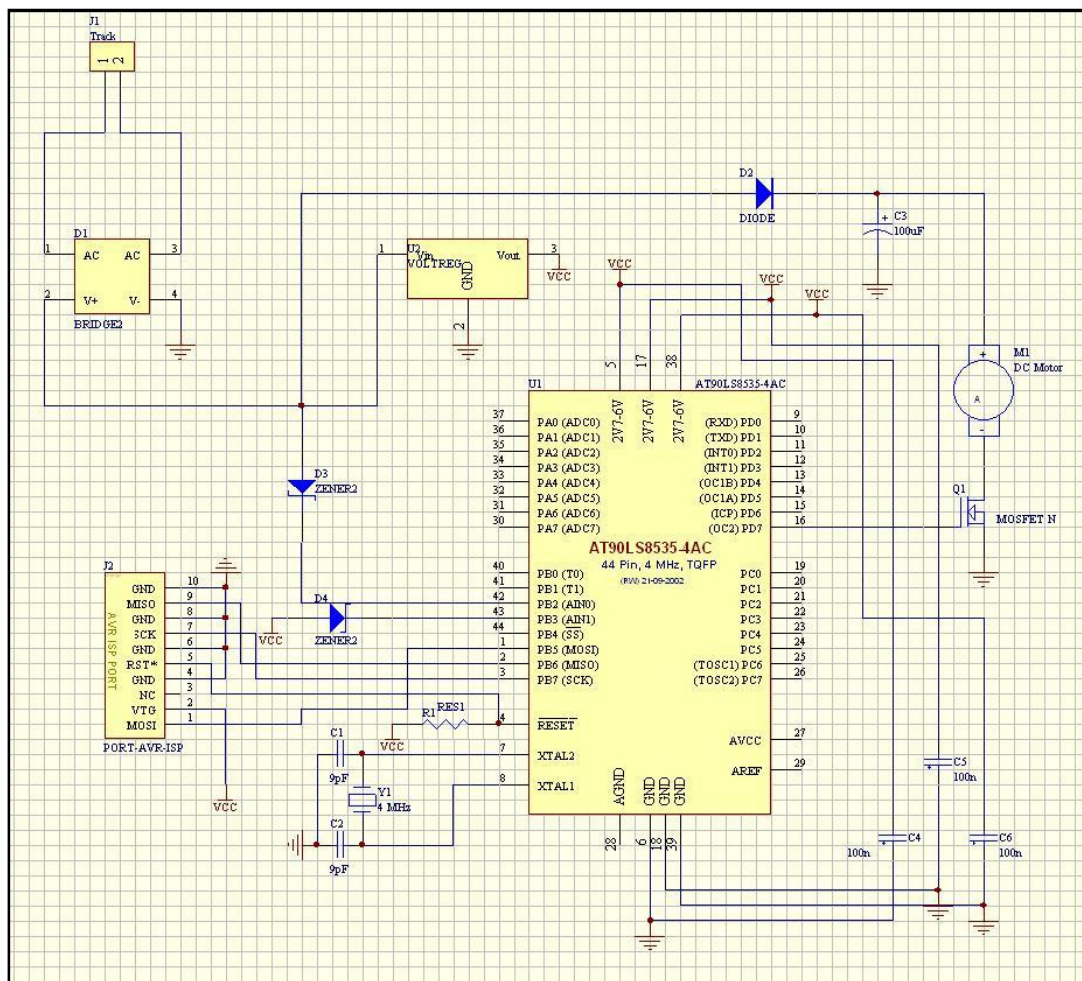 J1
Track
1 2
D1
1 AC AC 3
2 V+ V- 4
BRIDGE2
U2
1 Vin Vout 3
VOLTREG
GND
2
VCC
D2
DIODE
+ C3
100uF
VCC
VCC
VCC
5 17 38
U1 AT90LS8535-4AC
2V7-6V 2V7-6V 2V7-6V
37 PA0 (ADC0)
36 PA1 (ADC1)
35 PA2 (ADC2)
34 PA3 (ADC3)
33 PA4 (ADC4)
32 PA5 (ADC5)
31 PA6 (ADC6)
30 PA7 (ADC7)
(RXD) PD0 9
(TXD) PD1 10
(INT0) PD2 11
(INT1) PD3 12
(OC1B) PD4 13
(OC1A) PD5 14
(ICP) PD6 15
(OC2) PD7 16
AT90LS8535-4AC
44 Pin, 4 MHz, TQFP
(RW) 21-09-2002
40 PB0 (T0)
41 PB1 (T1)
42 PB2 (AIN0)
43 PB3 (AIN1)
44 PB4 (SS)
1 PB5 (MOSI)
2 PB6 (MISO)
3 PB7 (SCK)
PC0 19
PC1 20
PC2 21
PC3 22
PC4 23
PC5 24
(TOSC1) PC6 25
(TOSC2) PC7 26
4 RESET
7 XTAL2
8 XTAL1
AVCC 27
AREF 29
AGND GND GND GND
28 6 18 39
M1
DC Motor
+
A
-
Q1
MOSFET N
D3
ZENER2
D4
ZENER2
VCC
J2
AVR ISP PORT
GND 10
MISO 9
GND 8
SCK 7
GND 6
RST* 5
GND 4
NC 3
VTG 2
MOSI 1
PORT-AVR-ISP
VCC
R1 RES1
VCC
C1
9pF
Y1
4 MHz
C2
9pF
C5
100n
C4
100n
C6
100n